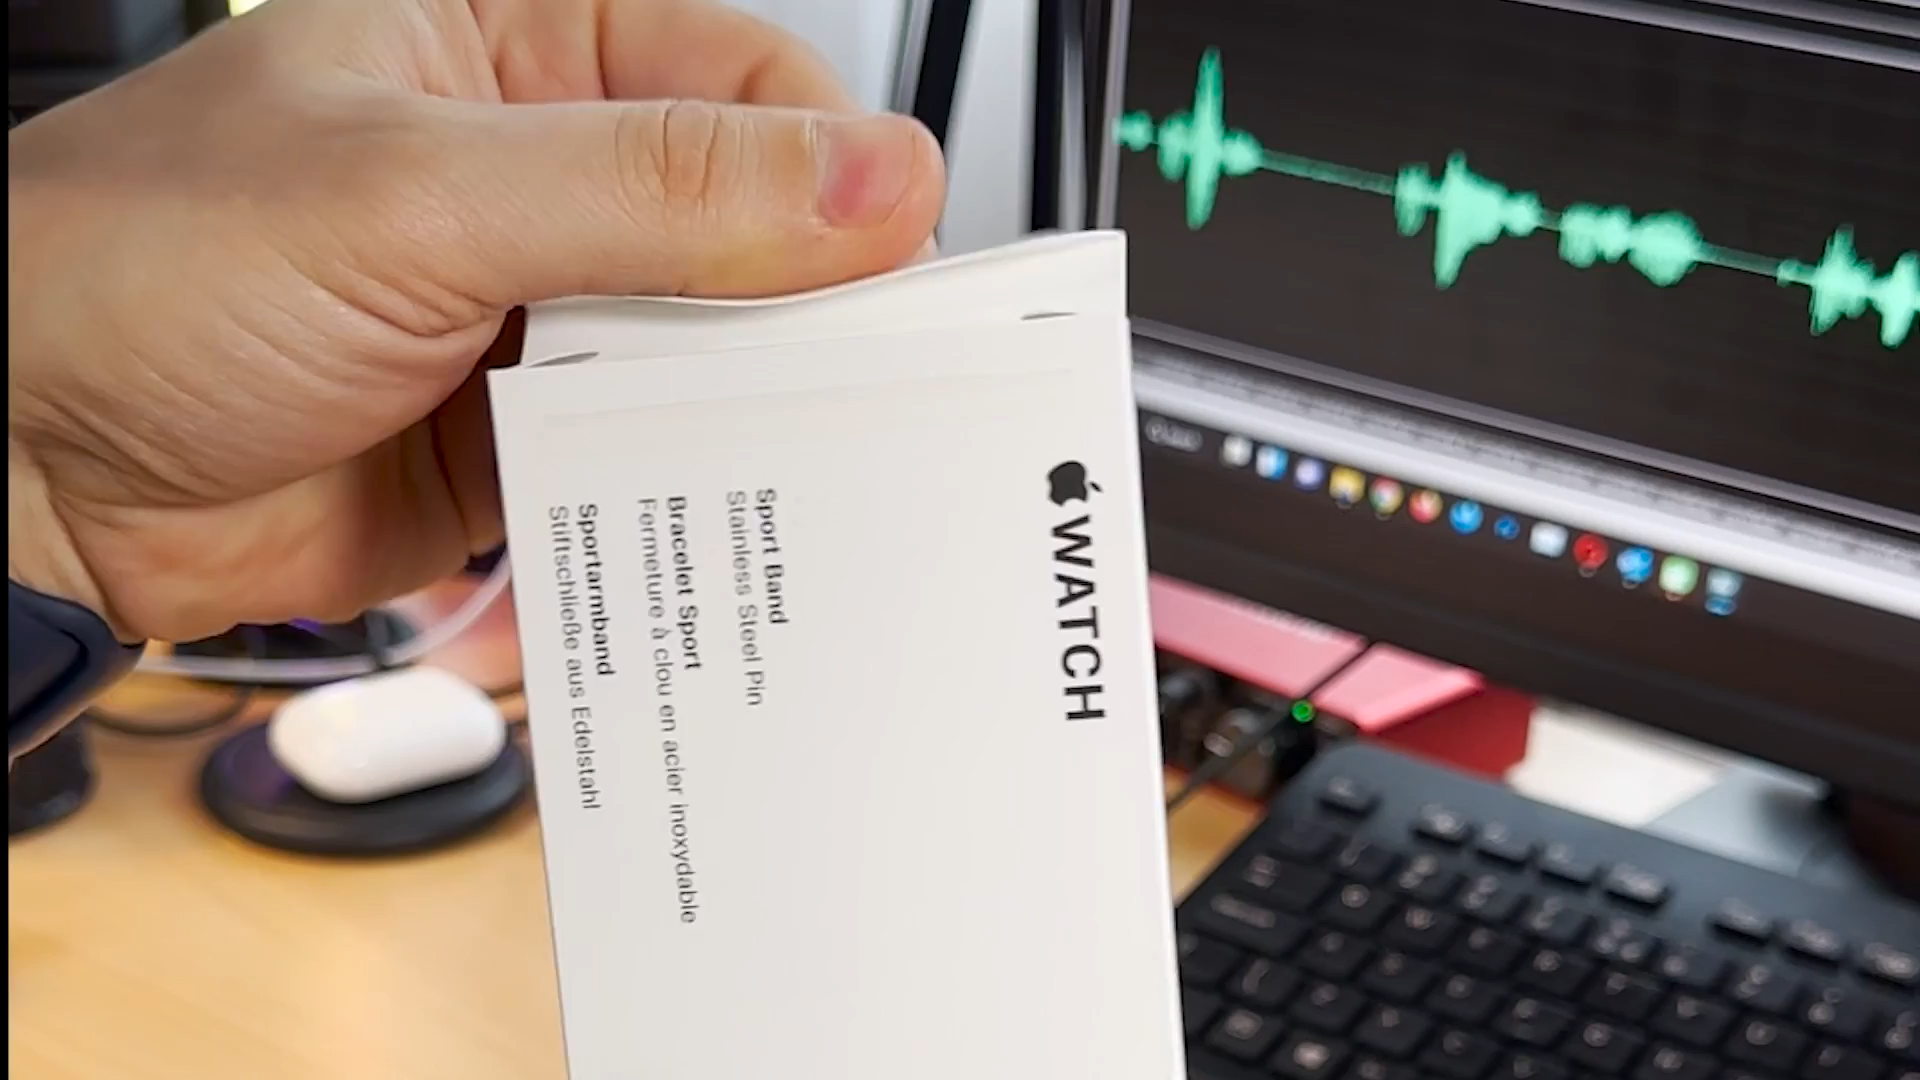 WATCH
Sport Band
Stainless Steel Pin
Bracelet Sport
Fermeture à clou en acier inoxydable
Sportarmband
Stiftschließe aus Edelstahl